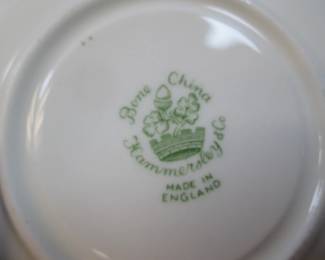 Bone China
Hammersley & Co
MADE IN
ENGLAND